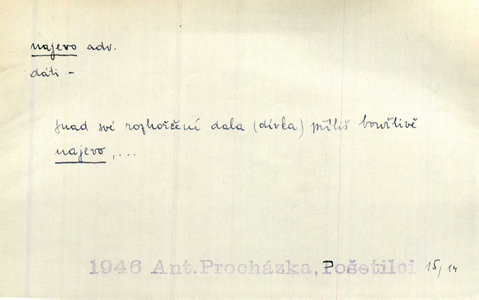 najevo adv.
dáti –
snad své rozhořčení dala (dívka) příliš bouřlivě
najevo, ...
1946 Ant.Procházka, Pošetilci 15/14